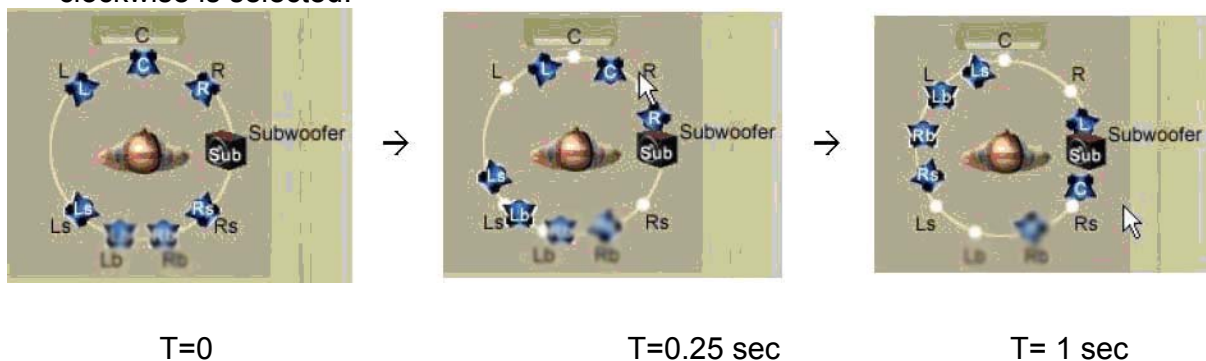 clockwise is selected.
C
C
L R
L R
Sub Subwoofer
Ls Rs
Ls Rs
Lb Rb
→
C
L R
L C
R
Sub Subwoofer
Ls
Lb
Ls Rs
Lb Rb
→
C
L Ls R
Lb
Rb L
Sub Subwoofer
Rs C
Ls Rs
Lb Rb
T=0 T=0.25 sec T= 1 sec